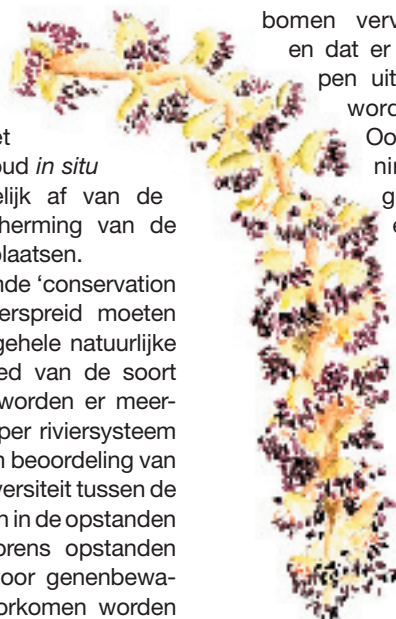 et
oud in situ
elijk af van de
herming van de
laatsen.
nde ‘conservation
erspreid moeten
gehele natuurlijke
ed van de soort
worden er meer-
per riviersysteem
n beoordeling van
versiteit tussen de
n in de opstanden
orens opstanden
voor genenbewa-
orkomen worden
bomen verv
en dat er
pen uit
word
Oo
nin
g
e